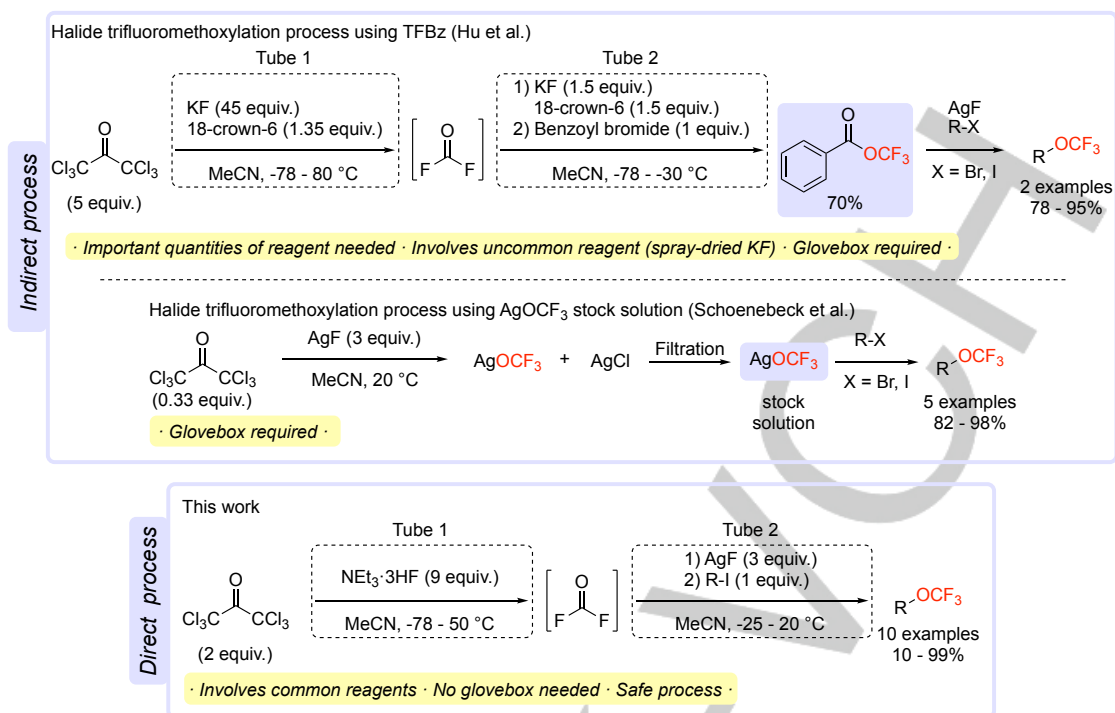 Halide trifluoromethoxylation process using TFBz (Hu et al.)
Tube 1
Tube 2
KF (45 equiv.)
18-crown-6 (1.35 equiv.)
MeCN, -78 - 80 °C
1) KF (1.5 equiv.)
18-crown-6 (1.5 equiv.)
2) Benzoyl bromide (1 equiv.)
MeCN, -78 - -30 °C
O
Cl₃C CCl₃
(5 equiv.)
O
F F
O
OCF₃
70%
AgF
R-X
X = Br, I
R OCF₃
2 examples
78 - 95%
· Important quantities of reagent needed · Involves uncommon reagent (spray-dried KF) · Glovebox required ·
Indirect process
Halide trifluoromethoxylation process using AgOCF₃ stock solution (Schoenebeck et al.)
O
Cl₃C CCl₃
(0.33 equiv.)
AgF (3 equiv.)
MeCN, 20 °C
AgOCF₃ + AgCl
Filtration
AgOCF₃
stock
solution
R-X
X = Br, I
R OCF₃
5 examples
82 - 98%
· Glovebox required ·
This work
Tube 1
Tube 2
O
Cl₃C CCl₃
(2 equiv.)
NEt₃·3HF (9 equiv.)
MeCN, -78 - 50 °C
O
F F
1) AgF (3 equiv.)
2) R-I (1 equiv.)
MeCN, -25 - 20 °C
R OCF₃
10 examples
10 - 99%
· Involves common reagents · No glovebox needed · Safe process ·
Direct process